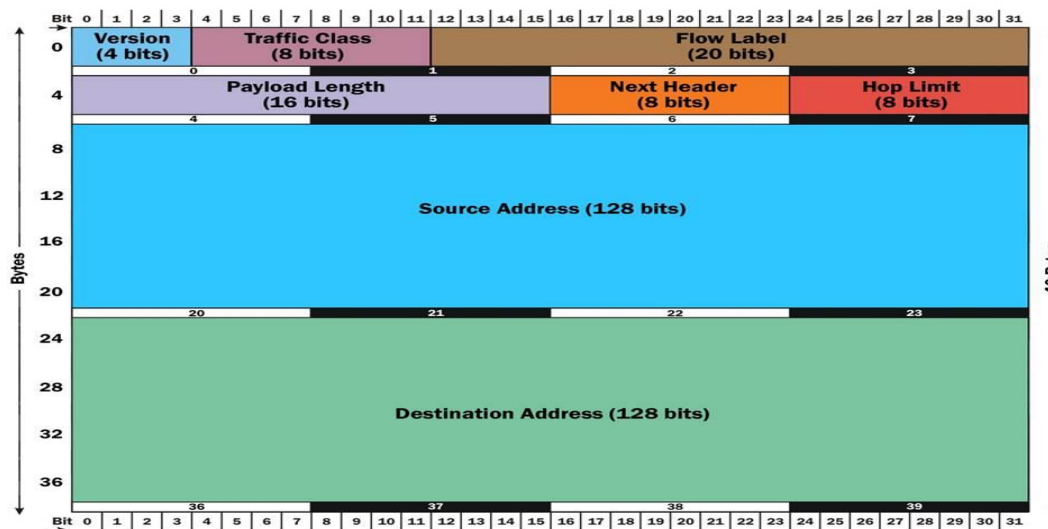 Bit 0 1 2 3 4 5 6 7 8 9 10 11 12 13 14 15 16 17 18 19 20 21 22 23 24 25 26 27 28 29 30 31
0 Version Traffic Class Flow Label
(4 bits) (8 bits) (20 bits)
0 1 2 3
4 Payload Length Next Header Hop Limit
(16 bits) (8 bits) (8 bits)
4 5 6 7
8
12
Source Address (128 bits)
16
Bytes
20
20 21 22 23
24
28
Destination Address (128 bits)
32
36
36 37 38 39
Bit 0 1 2 3 4 5 6 7 8 9 10 11 12 13 14 15 16 17 18 19 20 21 22 23 24 25 26 27 28 29 30 31